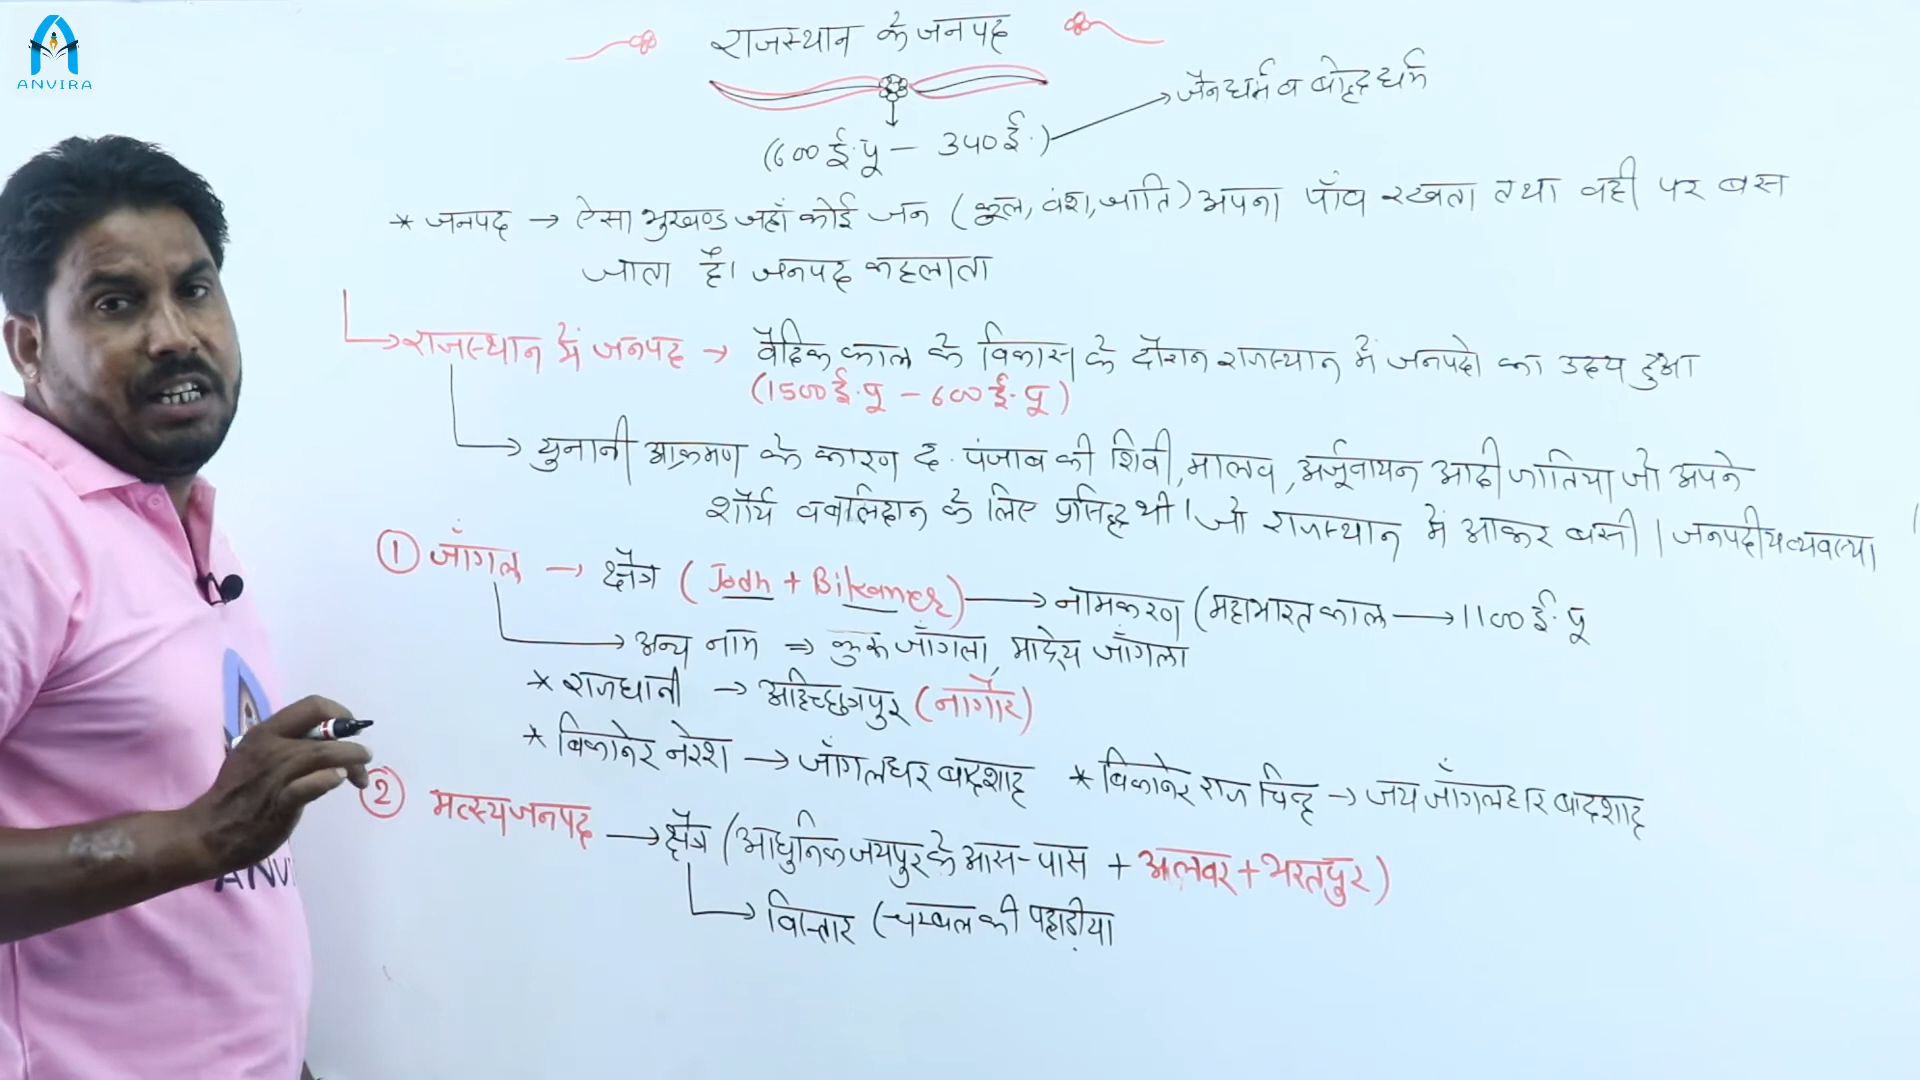 ANVIRA
राजस्थान के जनपद
(600 ई.पू – 340 ई.) → जैन धर्म व बोद्ध धर्म
* जनपद → ऐसा भुखण्ड जहाँ कोई जन (कूल, वंश, जाति) अपना पाँव रखता तथा वही पर बस
जाता है। जनपद कहलाता
→ राजस्थान में जनपद → वैदिक काल के विकास के दौरान राजस्थान में जनपदो का उदय हुआ
(1500 ई.पू – 600 ई.पू)
→ युनानी आक्रमण के कारण द. पंजाब की शिवी, मालव, अर्जूनायन आदी जातिया जो अपने
शौर्य व बलिदान के लिए प्रसिद्ध थी। जो राजस्थान में आकर बसी। जनपदीय व्यवस्था
① जाँगल → क्षैत्र (Jodh + Bikaner) → नामकरण (महाभारत काल → 1100 ई.पू
→ अन्य नाम ⇒ कुरू जाँगला, माद्रेय जाँगला
* राजधानी → अहिच्छत्रपुर (नागौर)
* बिकानेर नरेश → जाँगलधर बादशाह * बिकानेर राज चिन्ह → जय जाँगलधर बादशाह
② मत्स्य जनपद → क्षैत्र (आधुनिक जयपुर के आस-पास + अलवर + भरतपुर)
→ विस्तार (चम्बल की पहाड़ीया
ANVI